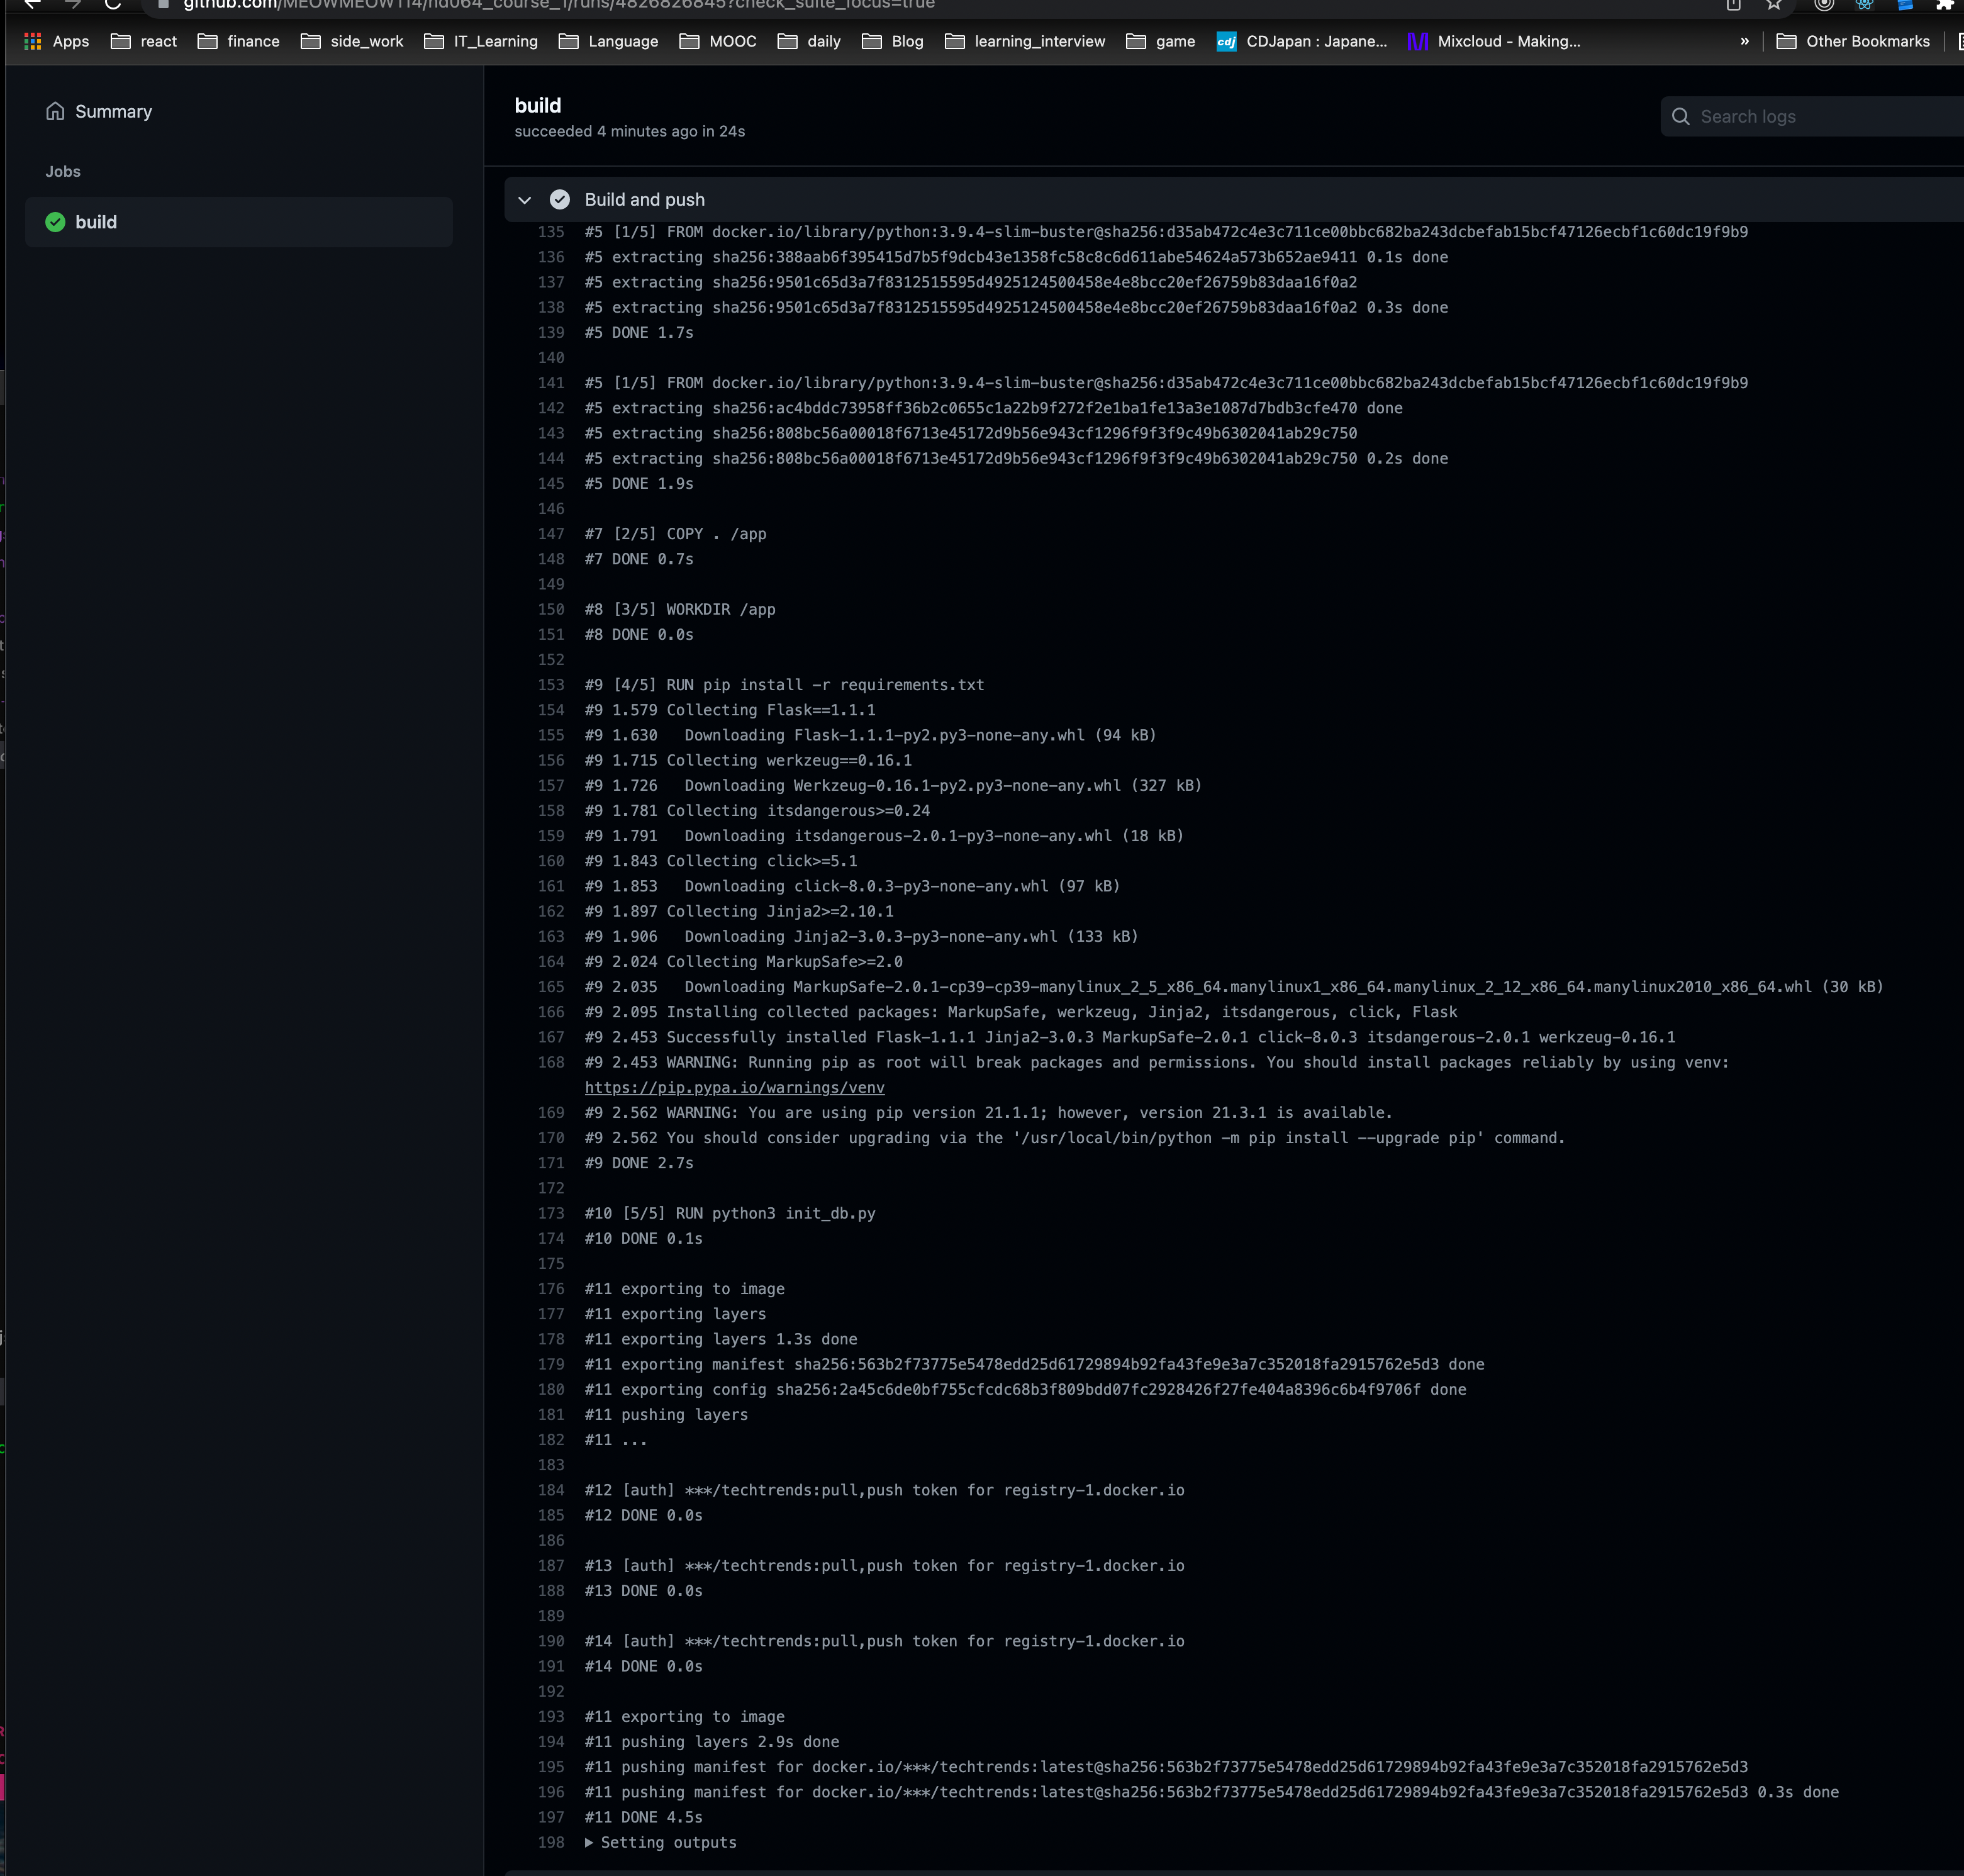 github.com/MEOWMEOW114/nd064_course_1/runs/4826826845?check_suite_focus=true
Apps react finance side_work IT_Learning Language MOOC daily Blog learning_interview game cdj CDJapan : Japane... Mixcloud - Making... » Other Bookmarks
Summary
Jobs
build
build
succeeded 4 minutes ago in 24s
Search logs
Build and push
135 #5 [1/5] FROM docker.io/library/python:3.9.4-slim-buster@sha256:d35ab472c4e3c711ce00bbc682ba243dcbefab15bcf47126ecbf1c60dc19f9b9
136 #5 extracting sha256:388aab6f395415d7b5f9dcb43e1358fc58c8c6d611abe54624a573b652ae9411 0.1s done
137 #5 extracting sha256:9501c65d3a7f8312515595d4925124500458e4e8bcc20ef26759b83daa16f0a2
138 #5 extracting sha256:9501c65d3a7f8312515595d4925124500458e4e8bcc20ef26759b83daa16f0a2 0.3s done
139 #5 DONE 1.7s
140
141 #5 [1/5] FROM docker.io/library/python:3.9.4-slim-buster@sha256:d35ab472c4e3c711ce00bbc682ba243dcbefab15bcf47126ecbf1c60dc19f9b9
142 #5 extracting sha256:ac4bddc73958ff36b2c0655c1a22b9f272f2e1ba1fe13a3e1087d7bdb3cfe470 done
143 #5 extracting sha256:808bc56a00018f6713e45172d9b56e943cf1296f9f3f9c49b6302041ab29c750
144 #5 extracting sha256:808bc56a00018f6713e45172d9b56e943cf1296f9f3f9c49b6302041ab29c750 0.2s done
145 #5 DONE 1.9s
146
147 #7 [2/5] COPY . /app
148 #7 DONE 0.7s
149
150 #8 [3/5] WORKDIR /app
151 #8 DONE 0.0s
152
153 #9 [4/5] RUN pip install -r requirements.txt
154 #9 1.579 Collecting Flask==1.1.1
155 #9 1.630   Downloading Flask-1.1.1-py2.py3-none-any.whl (94 kB)
156 #9 1.715 Collecting werkzeug==0.16.1
157 #9 1.726   Downloading Werkzeug-0.16.1-py2.py3-none-any.whl (327 kB)
158 #9 1.781 Collecting itsdangerous>=0.24
159 #9 1.791   Downloading itsdangerous-2.0.1-py3-none-any.whl (18 kB)
160 #9 1.843 Collecting click>=5.1
161 #9 1.853   Downloading click-8.0.3-py3-none-any.whl (97 kB)
162 #9 1.897 Collecting Jinja2>=2.10.1
163 #9 1.906   Downloading Jinja2-3.0.3-py3-none-any.whl (133 kB)
164 #9 2.024 Collecting MarkupSafe>=2.0
165 #9 2.035   Downloading MarkupSafe-2.0.1-cp39-cp39-manylinux_2_5_x86_64.manylinux1_x86_64.manylinux_2_12_x86_64.manylinux2010_x86_64.whl (30 kB)
166 #9 2.095 Installing collected packages: MarkupSafe, werkzeug, Jinja2, itsdangerous, click, Flask
167 #9 2.453 Successfully installed Flask-1.1.1 Jinja2-3.0.3 MarkupSafe-2.0.1 click-8.0.3 itsdangerous-2.0.1 werkzeug-0.16.1
168 #9 2.453 WARNING: Running pip as root will break packages and permissions. You should install packages reliably by using venv:
https://pip.pypa.io/warnings/venv
169 #9 2.562 WARNING: You are using pip version 21.1.1; however, version 21.3.1 is available.
170 #9 2.562 You should consider upgrading via the '/usr/local/bin/python -m pip install --upgrade pip' command.
171 #9 DONE 2.7s
172
173 #10 [5/5] RUN python3 init_db.py
174 #10 DONE 0.1s
175
176 #11 exporting to image
177 #11 exporting layers
178 #11 exporting layers 1.3s done
179 #11 exporting manifest sha256:563b2f73775e5478edd25d61729894b92fa43fe9e3a7c352018fa2915762e5d3 done
180 #11 exporting config sha256:2a45c6de0bf755cfcdc68b3f809bdd07fc2928426f27fe404a8396c6b4f9706f done
181 #11 pushing layers
182 #11 ...
183
184 #12 [auth] ***/techtrends:pull,push token for registry-1.docker.io
185 #12 DONE 0.0s
186
187 #13 [auth] ***/techtrends:pull,push token for registry-1.docker.io
188 #13 DONE 0.0s
189
190 #14 [auth] ***/techtrends:pull,push token for registry-1.docker.io
191 #14 DONE 0.0s
192
193 #11 exporting to image
194 #11 pushing layers 2.9s done
195 #11 pushing manifest for docker.io/***/techtrends:latest@sha256:563b2f73775e5478edd25d61729894b92fa43fe9e3a7c352018fa2915762e5d3
196 #11 pushing manifest for docker.io/***/techtrends:latest@sha256:563b2f73775e5478edd25d61729894b92fa43fe9e3a7c352018fa2915762e5d3 0.3s done
197 #11 DONE 4.5s
198 ▶ Setting outputs